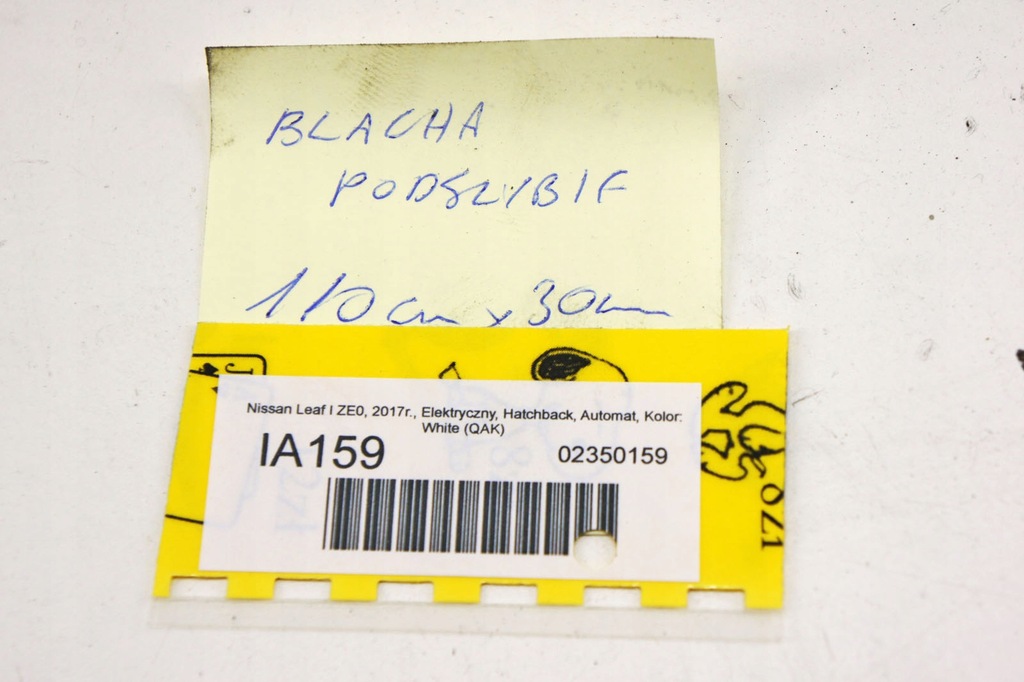 BLACHA
PODSZYBIE
110cm x 30cm
Nissan Leaf I ZE0, 2017r., Elektryczny, Hatchback, Automat, Kolor:
White (QAK)
IA159
02350159